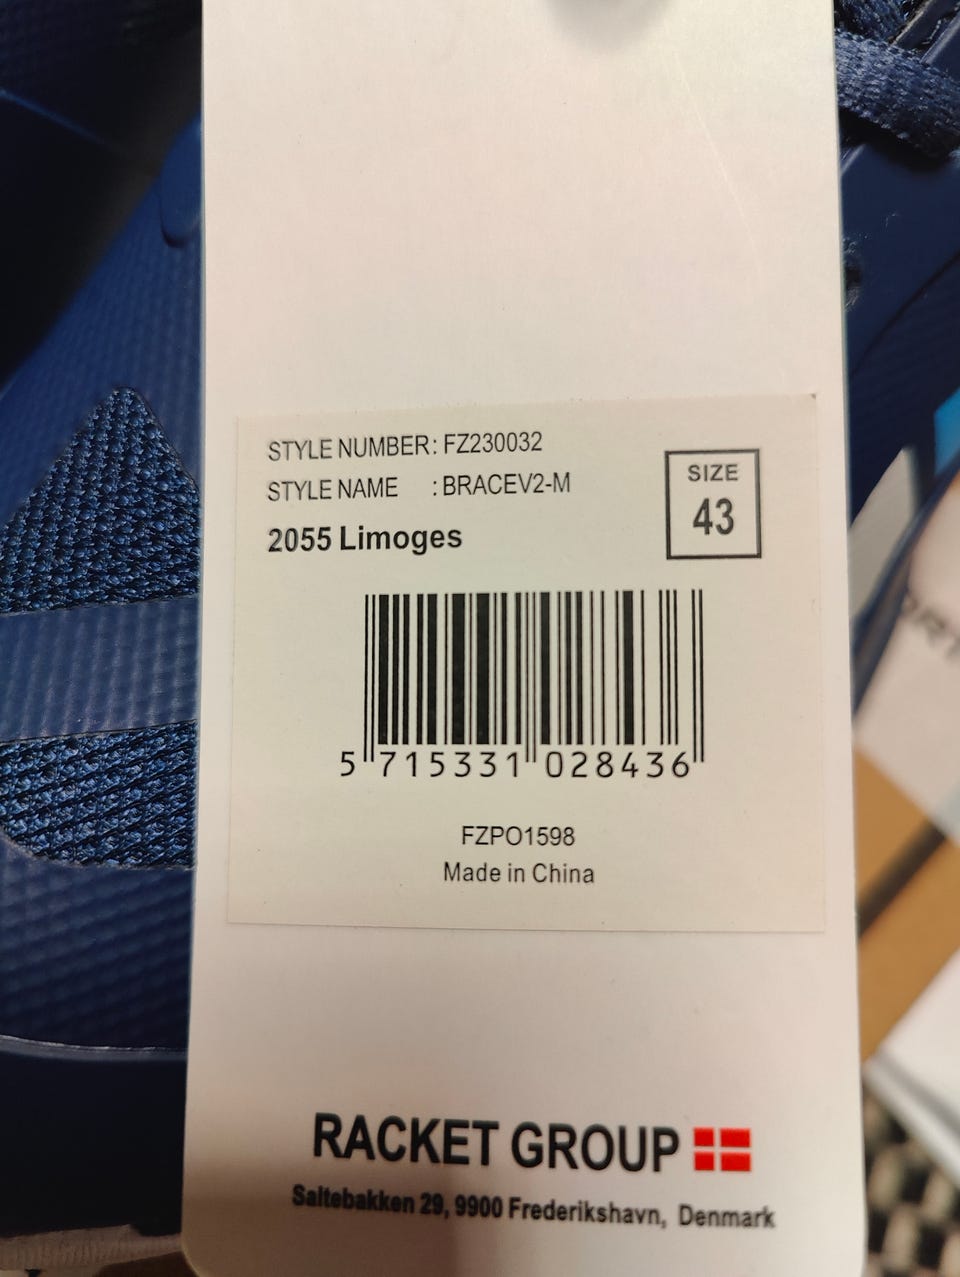 STYLE NUMBER: FZ230032
STYLE NAME : BRACEV2-M
2055 Limoges
SIZE
43
5 715331 028436
FZPO1598
Made in China
RACKET GROUP
Saltebakken 29, 9900 Frederikshavn, Denmark